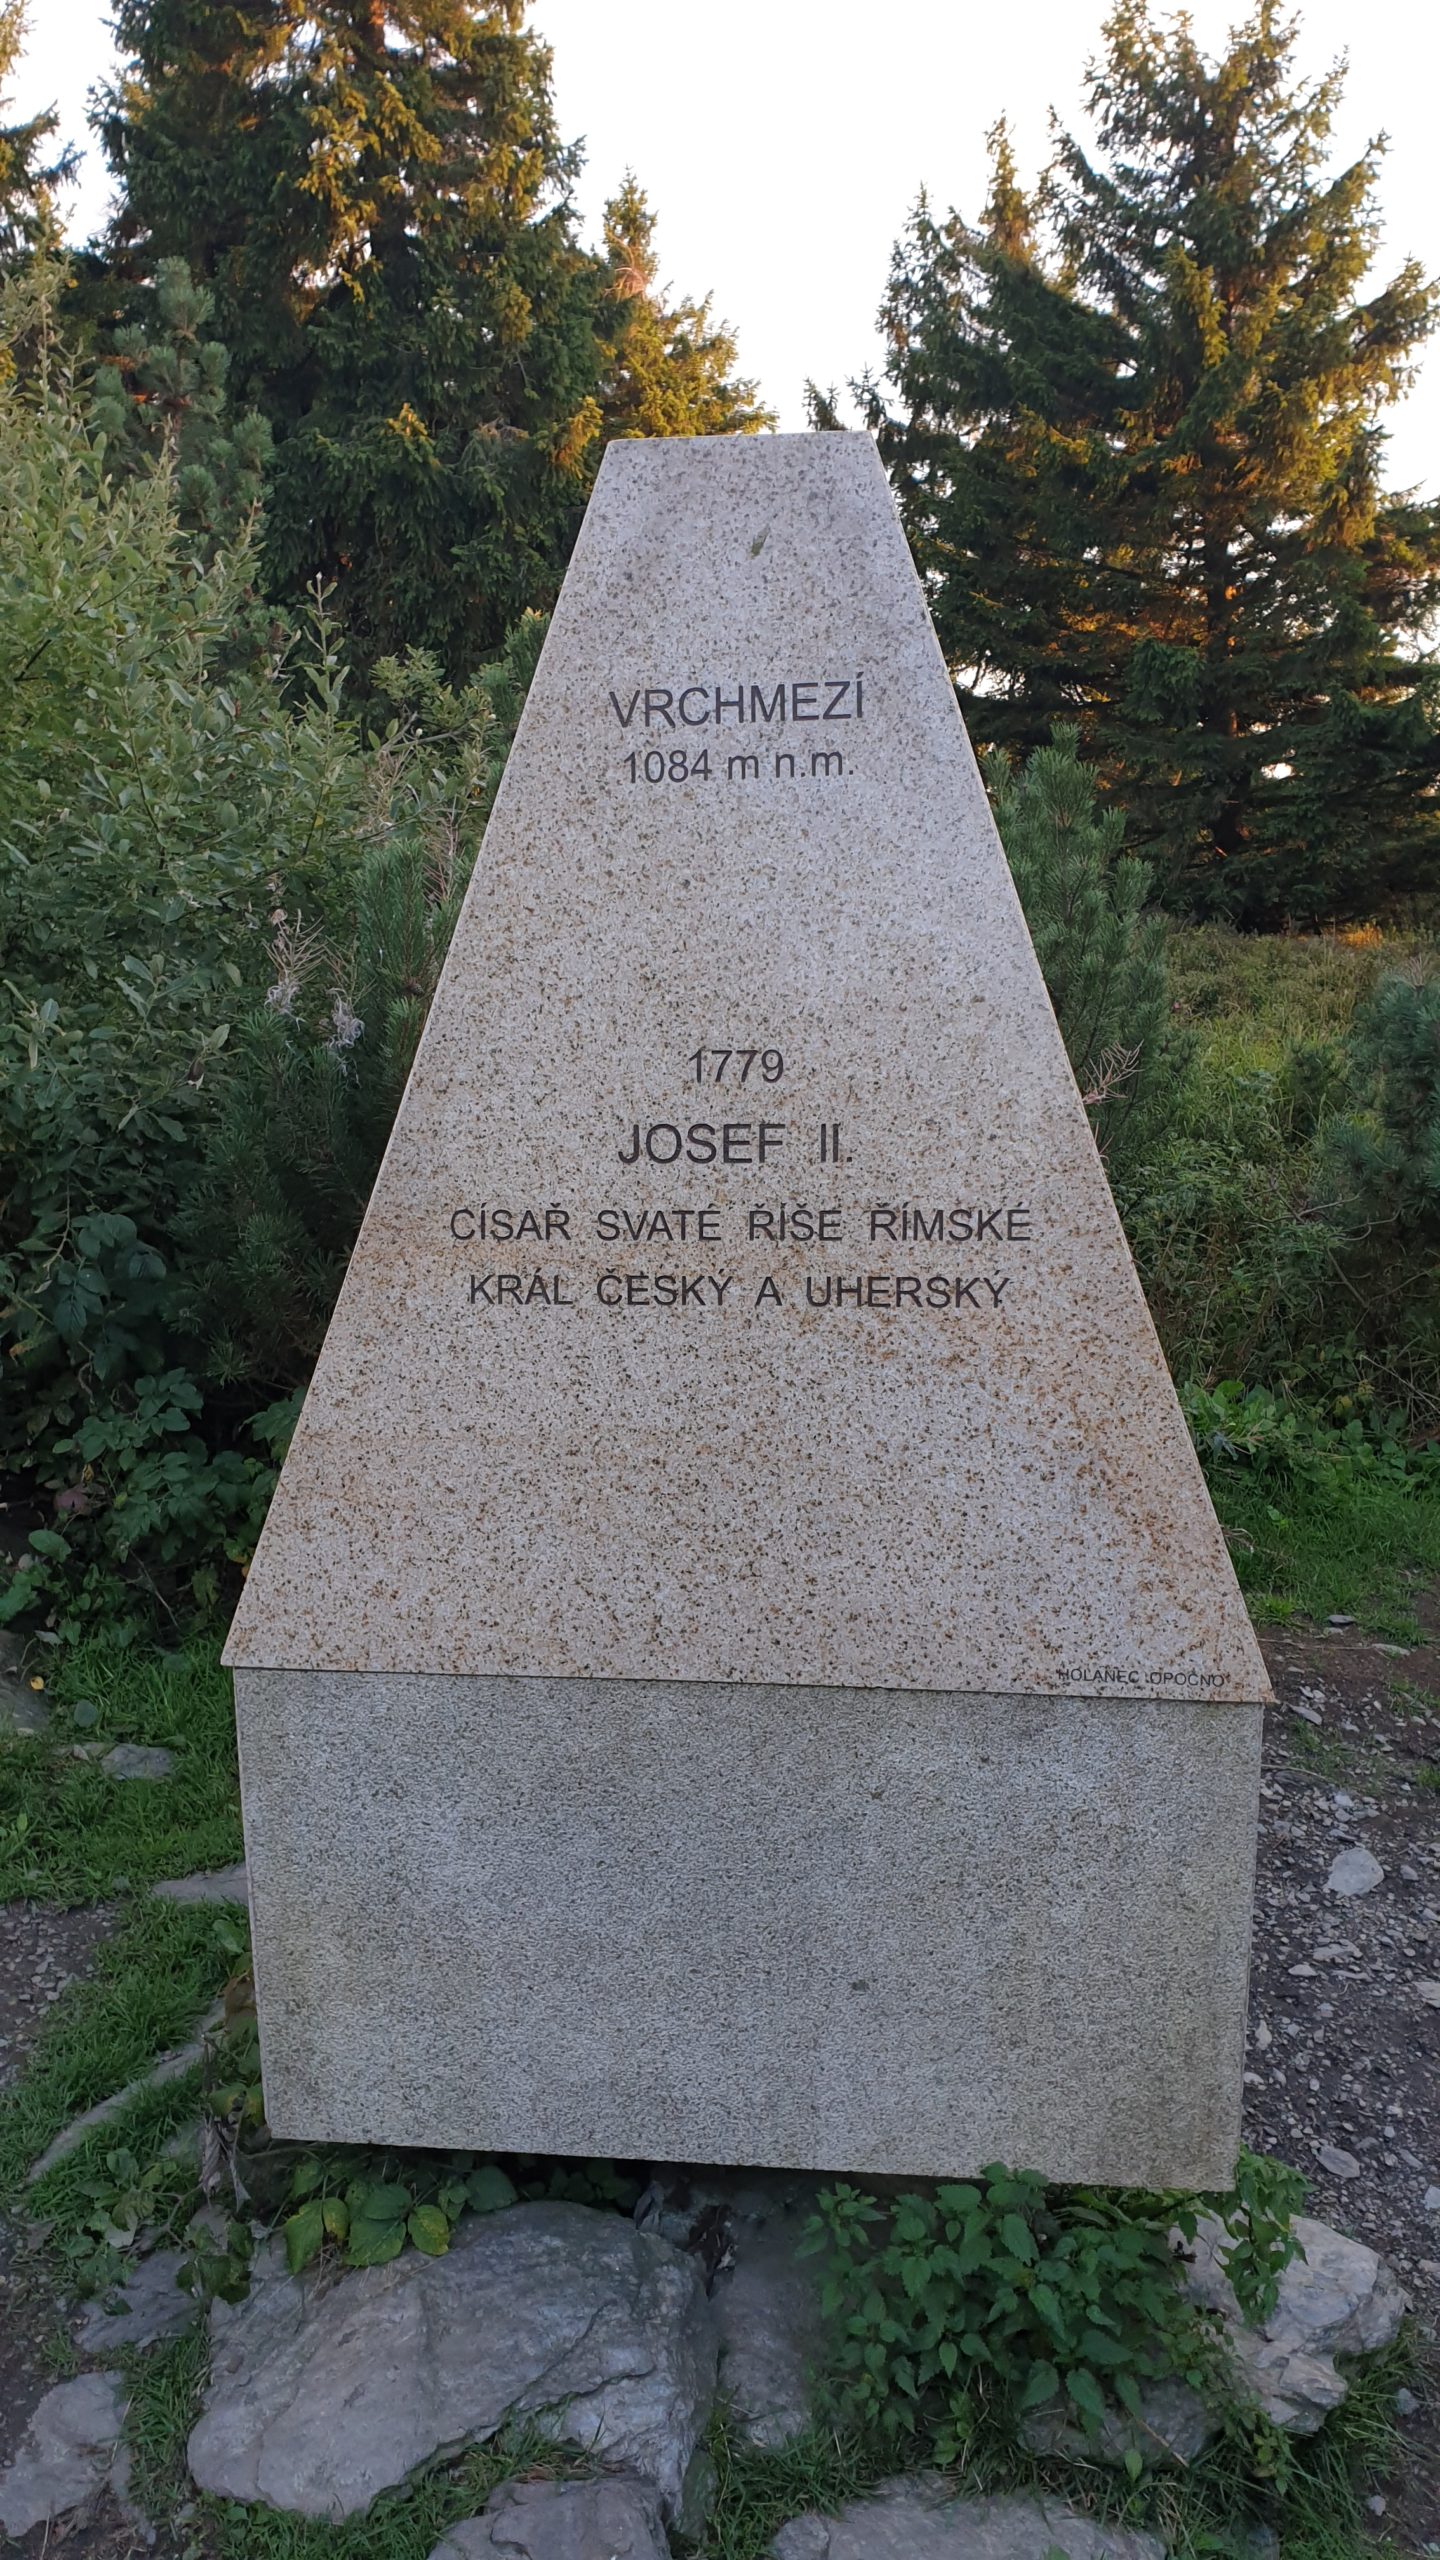 VRCHMEZÍ
1084 m n.m.
1779
JOSEF II.
CÍSAŘ SVATÉ ŘÍŠE ŘÍMSKÉ
KRÁL ČESKÝ A UHERSKÝ
HOLANEC OPOČNO